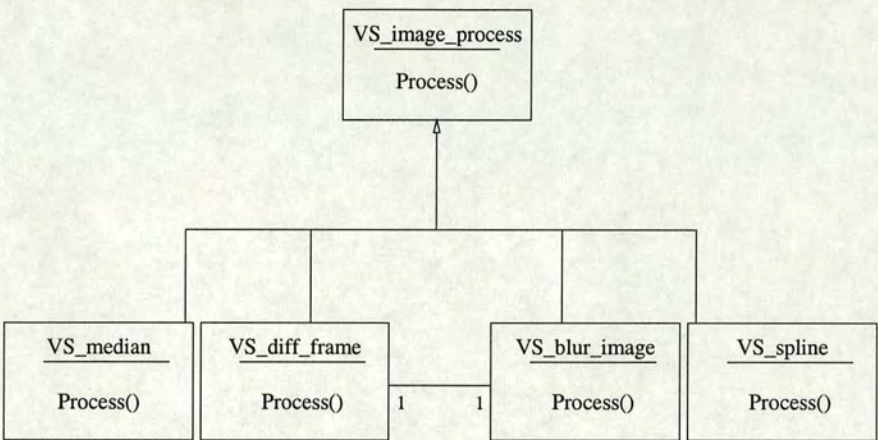 VS_image_process
Process()
VS_median
Process()
VS_diff_frame
Process()
1
1
VS_blur_image
Process()
VS_spline
Process()